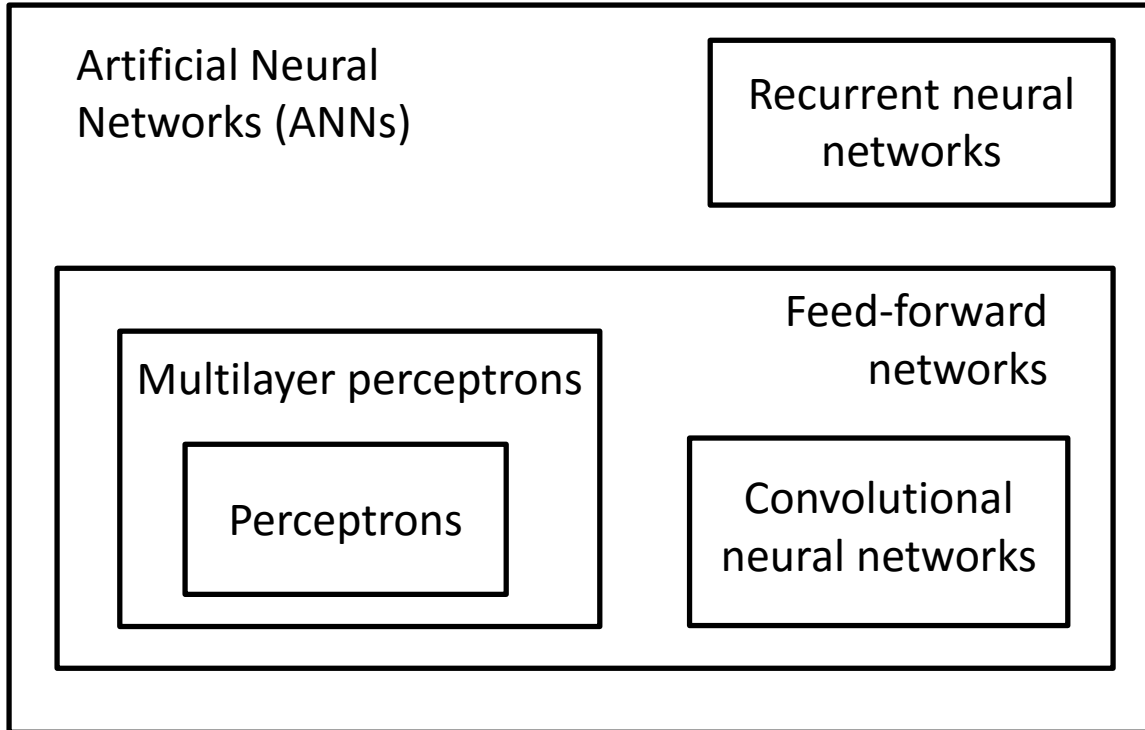 Artificial Neural
Networks (ANNs)
Recurrent neural
networks
Feed-forward
networks
Multilayer perceptrons
Perceptrons
Convolutional
neural networks